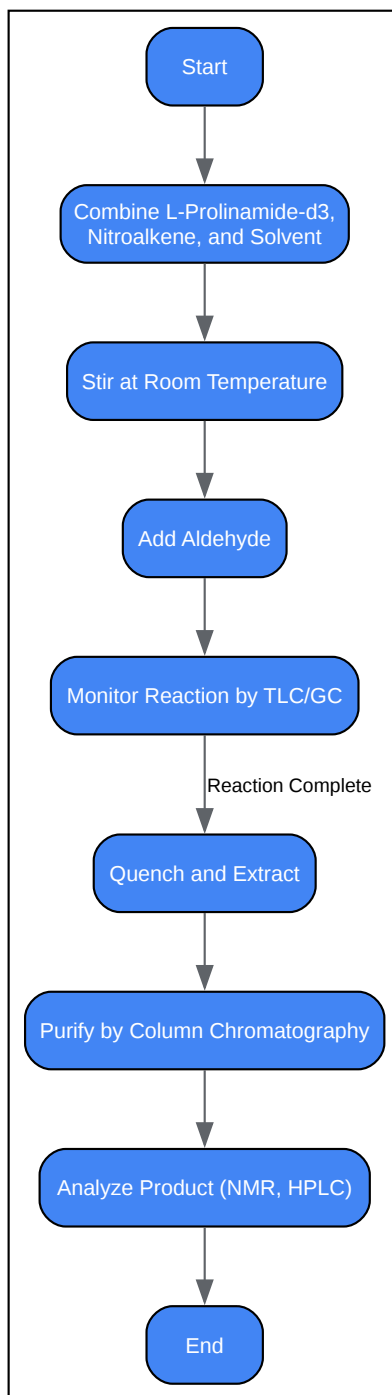 Start
Combine L-Prolinamide-d3,
Nitroalkene, and Solvent
Stir at Room Temperature
Add Aldehyde
Monitor Reaction by TLC/GC
Reaction Complete
Quench and Extract
Purify by Column Chromatography
Analyze Product (NMR, HPLC)
End